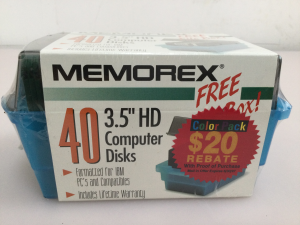 MEMOREX®
FREE
Box!
40
3.5" HD
Computer
Disks
Formatted For IBM
PC's and Compatibles
Includes Lifetime Warranty
Color Pack
$20
REBATE